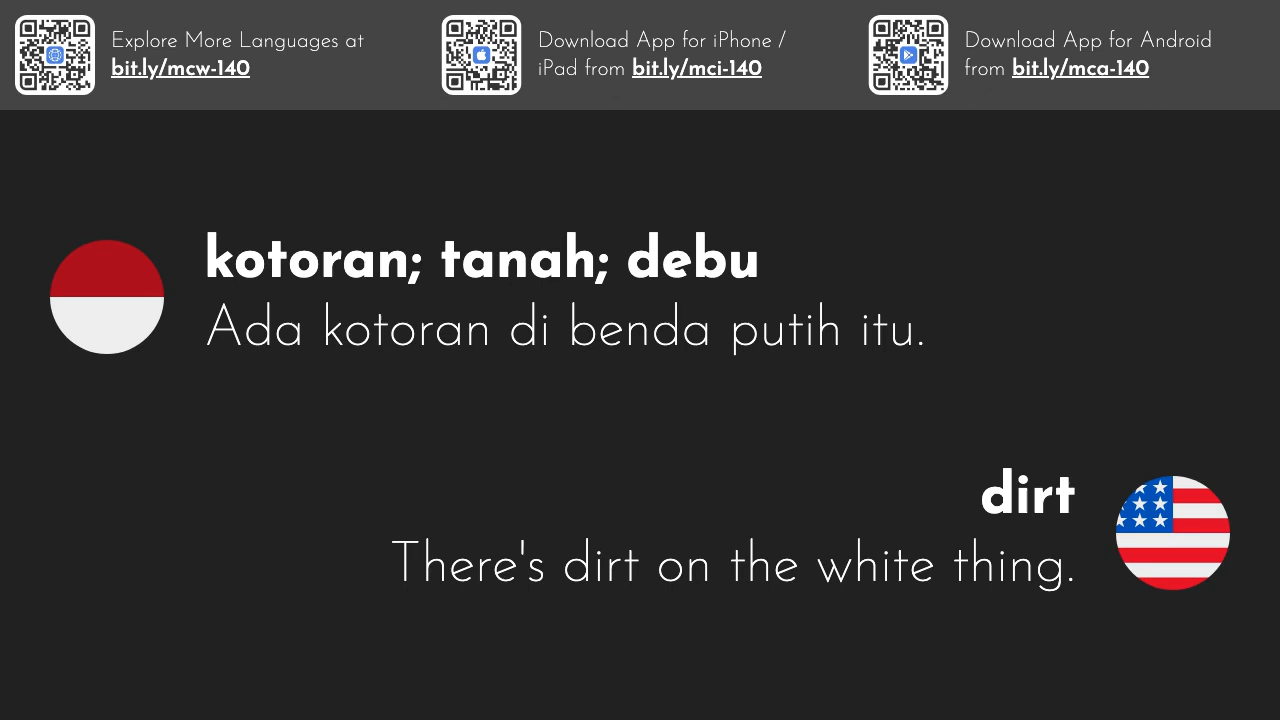 Explore More Languages at
bit.ly/mcw-140
Download App for iPhone /
iPad from bit.ly/mci-140
Download App for Android
from bit.ly/mca-140
kotoran; tanah; debu
Ada kotoran di benda putih itu.
dirt
There's dirt on the white thing.